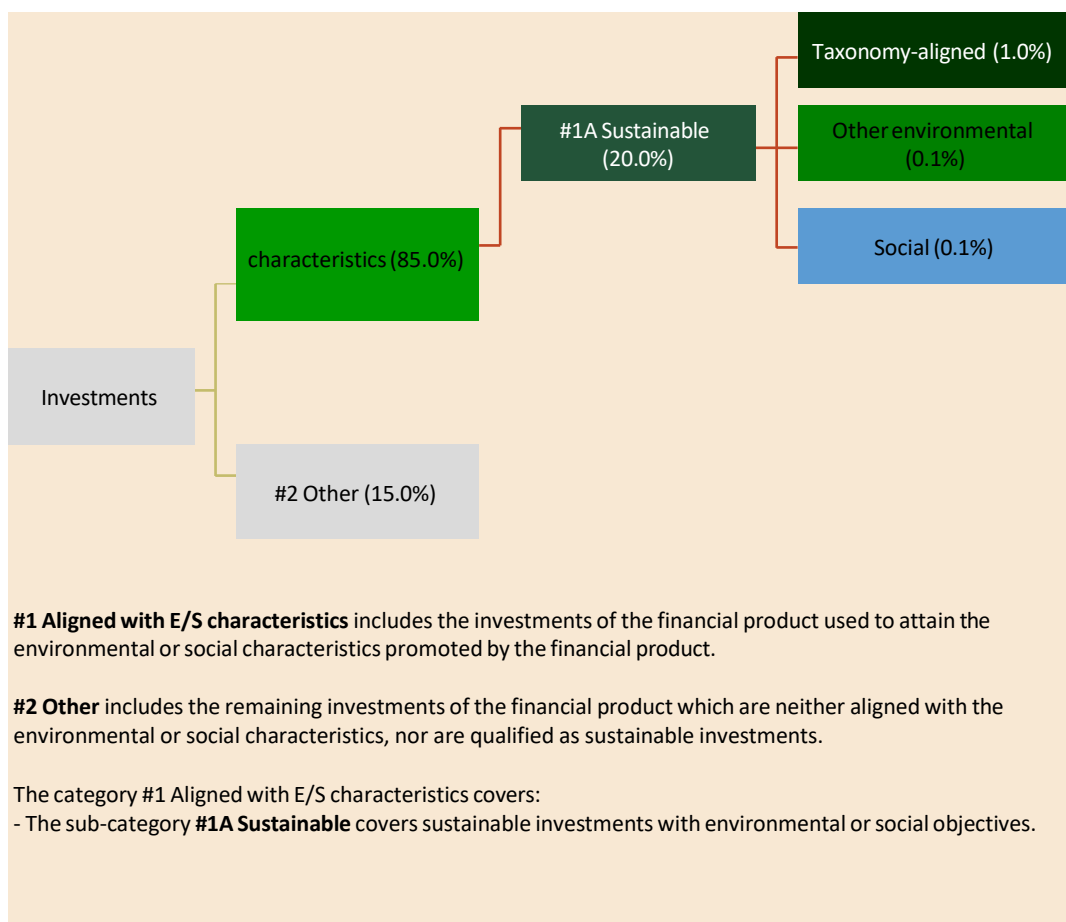 Taxonomy-aligned (1.0%)
#1A Sustainable
(20.0%)
Other environmental
(0.1%)
characteristics (85.0%)
Social (0.1%)
Investments
#2 Other (15.0%)
#1 Aligned with E/S characteristics includes the investments of the financial product used to attain the
environmental or social characteristics promoted by the financial product.
#2 Other includes the remaining investments of the financial product which are neither aligned with the
environmental or social characteristics, nor are qualified as sustainable investments.
The category #1 Aligned with E/S characteristics covers:
- The sub-category #1A Sustainable covers sustainable investments with environmental or social objectives.